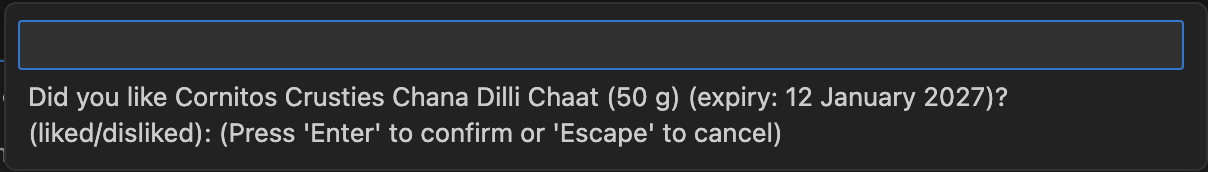 Did you like Cornitos Crusties Chana Dilli Chaat (50 g) (expiry: 12 January 2027)?
(liked/disliked): (Press 'Enter' to confirm or 'Escape' to cancel)